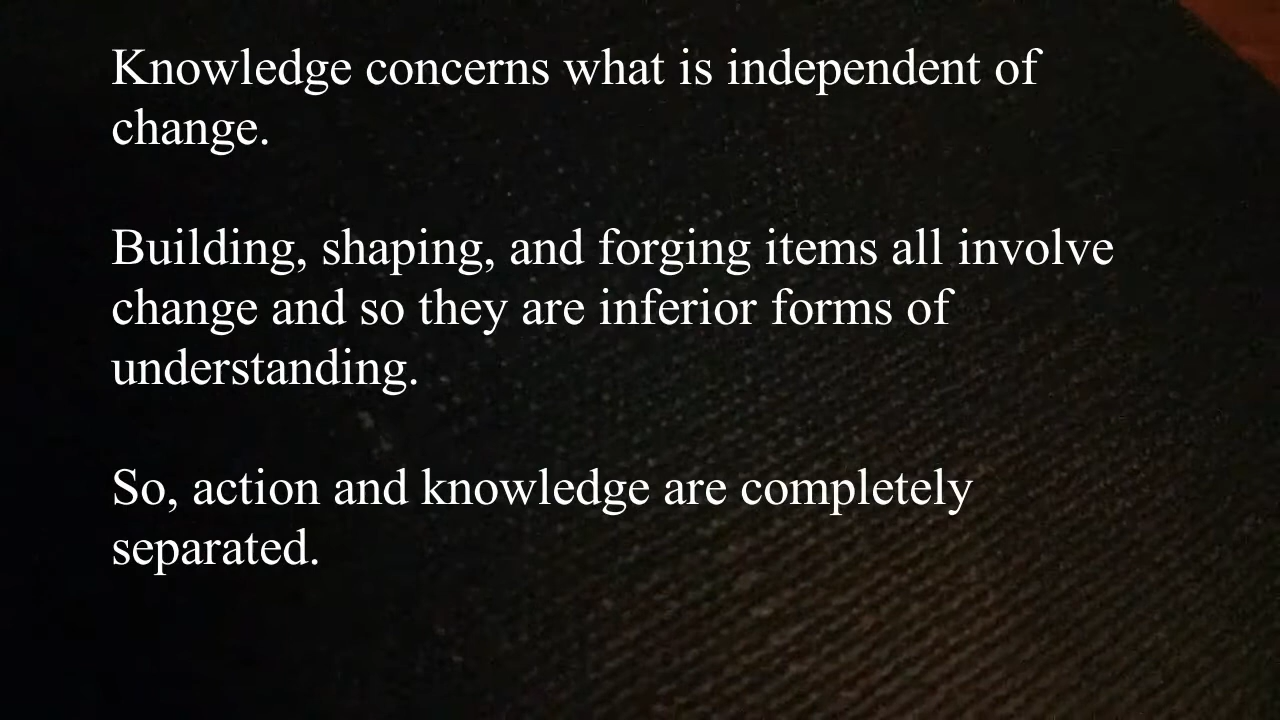 Knowledge concerns what is independent of
change.
Building, shaping, and forging items all involve
change and so they are inferior forms of
understanding.
So, action and knowledge are completely
separated.